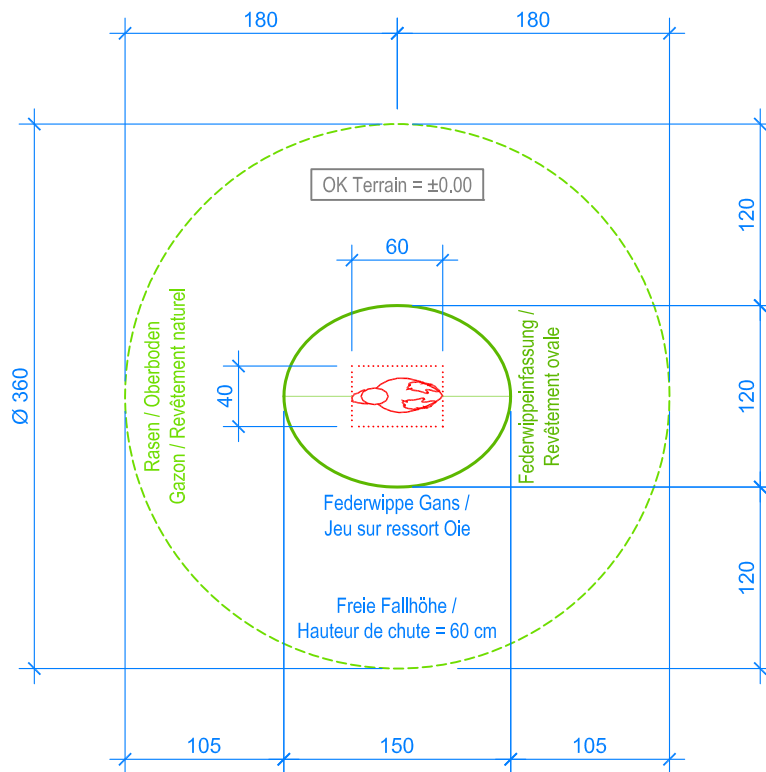 180
180
OK Terrain = ±0.00
120
60
Rasen / Oberboden
Gazon / Revêtement naturel
Federwippeinfassung /
Revêtement ovale
Ø 360
40
120
Federwippe Gans /
Jeu sur ressort Oie
120
Freie Fallhöhe /
Hauteur de chute = 60 cm
105
150
105